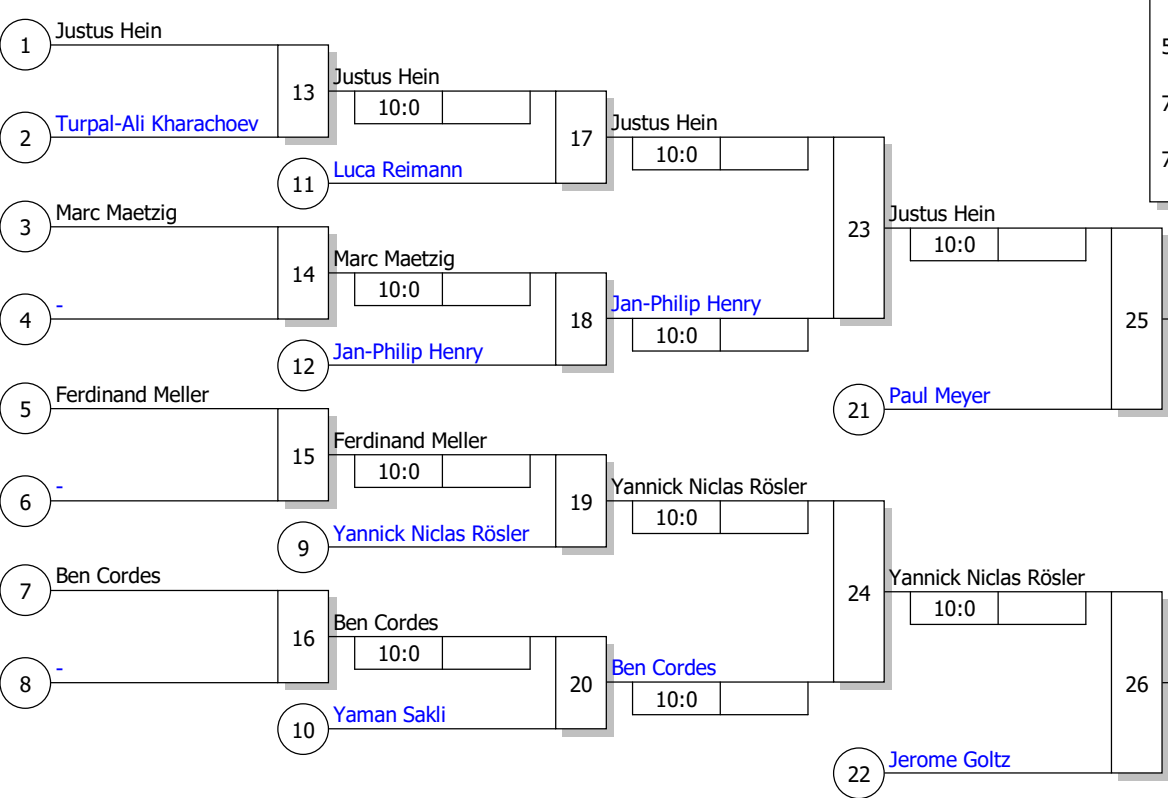 1 Justus Hein
5
13 Justus Hein
10:0
7
2 Turpal-Ali Kharachoev
17 Justus Hein
10:0
7
11 Luca Reimann
3 Marc Maetzig
23 Justus Hein
10:0
14 Marc Maetzig
10:0
4 -
18 Jan-Philip Henry
10:0
25
12 Jan-Philip Henry
5 Ferdinand Meller
21 Paul Meyer
15 Ferdinand Meller
10:0
6 -
19 Yannick Niclas Rösler
10:0
9 Yannick Niclas Rösler
7 Ben Cordes
24 Yannick Niclas Rösler
10:0
16 Ben Cordes
10:0
8 -
20 Ben Cordes
10:0
26
10 Yaman Sakli
22 Jerome Goltz